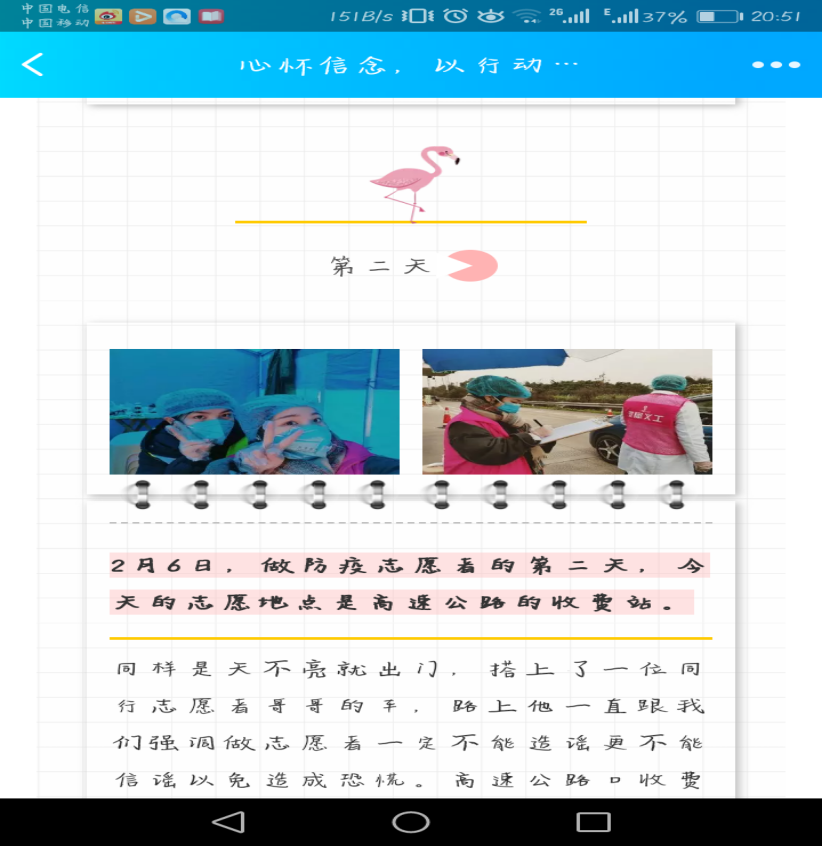 中国电信
中国移动
151B/s 2G E 37% 20:51
心怀信念，以行动…
第二天
义工
2月6日，做防疫志愿者的第二天，今
天的志愿地点是高速公路的收费站。
同样是天不亮就出门，搭上了一位同
行志愿者哥哥的车，路上他一直跟我
们强调做志愿者一定不能造谣更不能
信谣以免造成恐慌。高速公路口收费